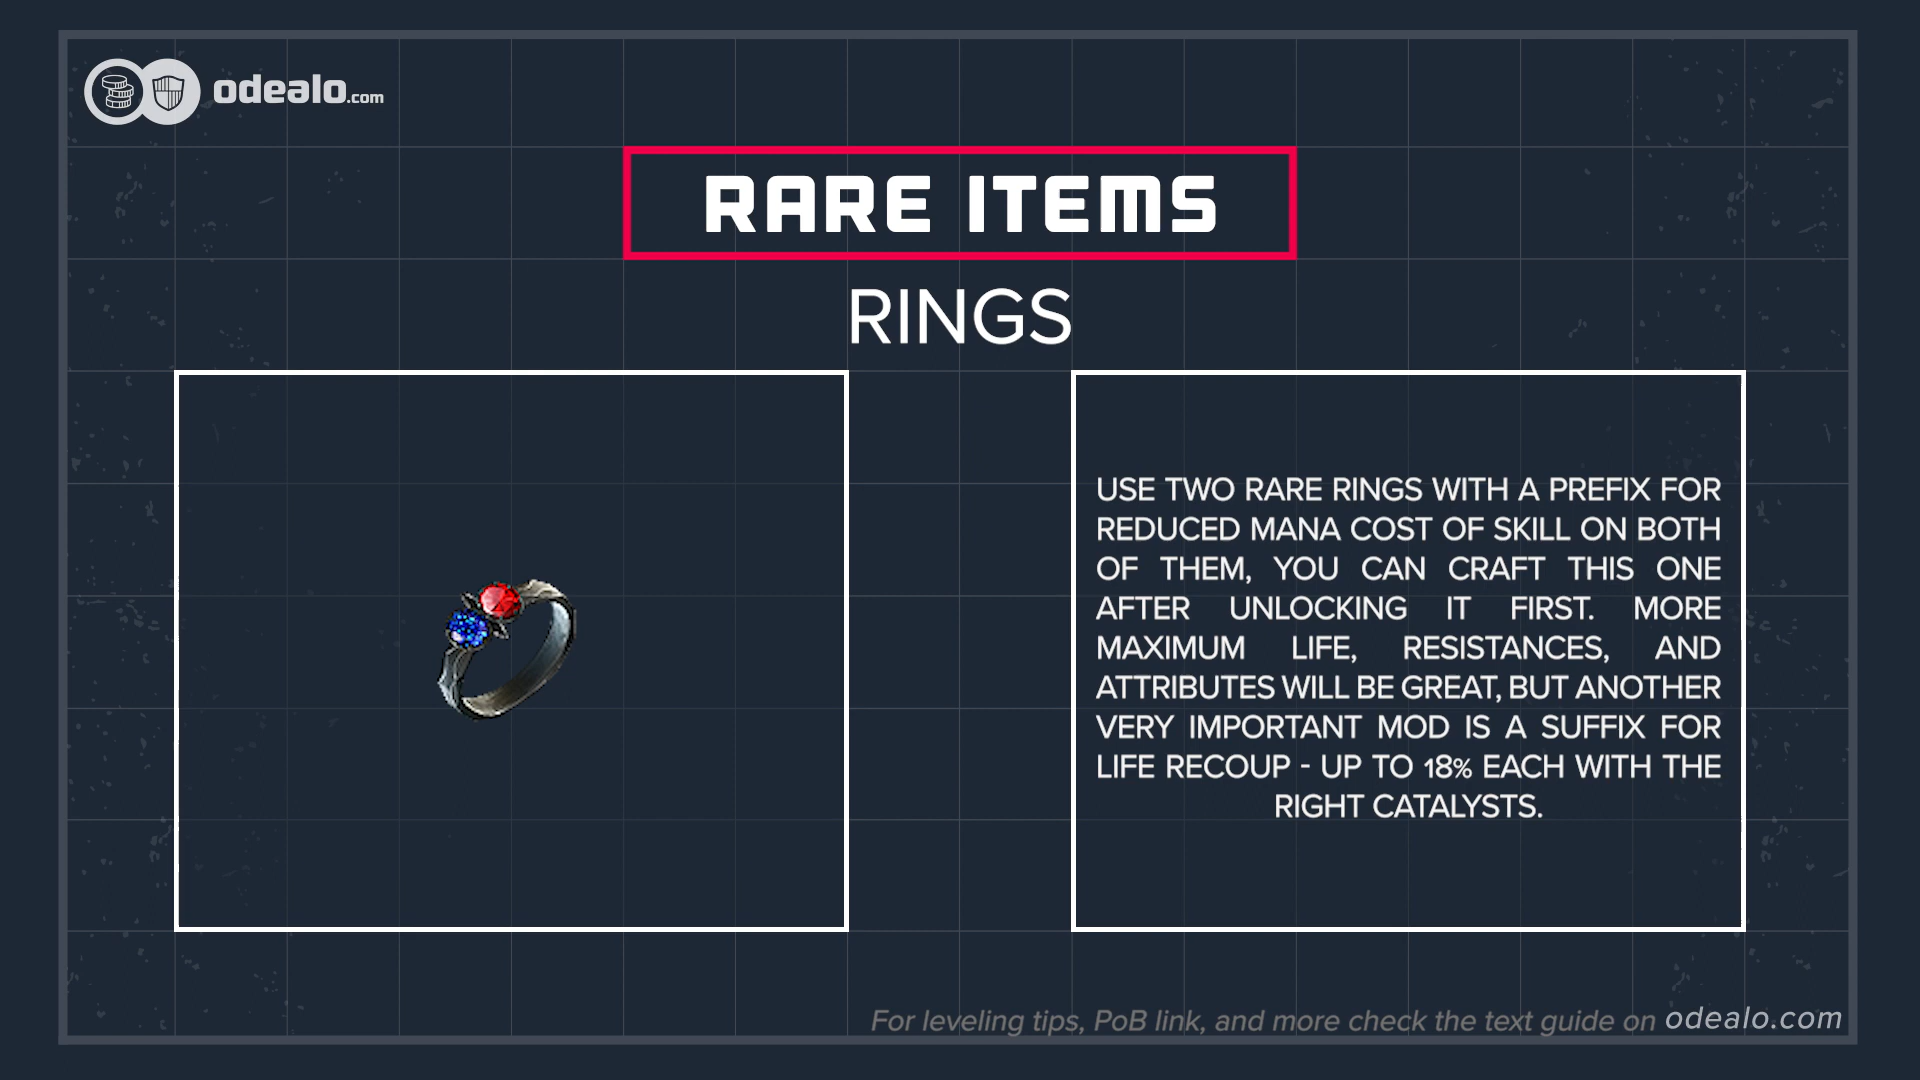 odealo.com
RARE ITEMS
RINGS
USE TWO RARE RINGS WITH A PREFIX FOR
REDUCED MANA COST OF SKILL ON BOTH
OF THEM, YOU CAN CRAFT THIS ONE
AFTER UNLOCKING IT FIRST. MORE
MAXIMUM LIFE, RESISTANCES, AND
ATTRIBUTES WILL BE GREAT, BUT ANOTHER
VERY IMPORTANT MOD IS A SUFFIX FOR
LIFE RECOUP - UP TO 18% EACH WITH THE
RIGHT CATALYSTS.
For leveling tips, PoB link, and more check the text guide on odealo.com